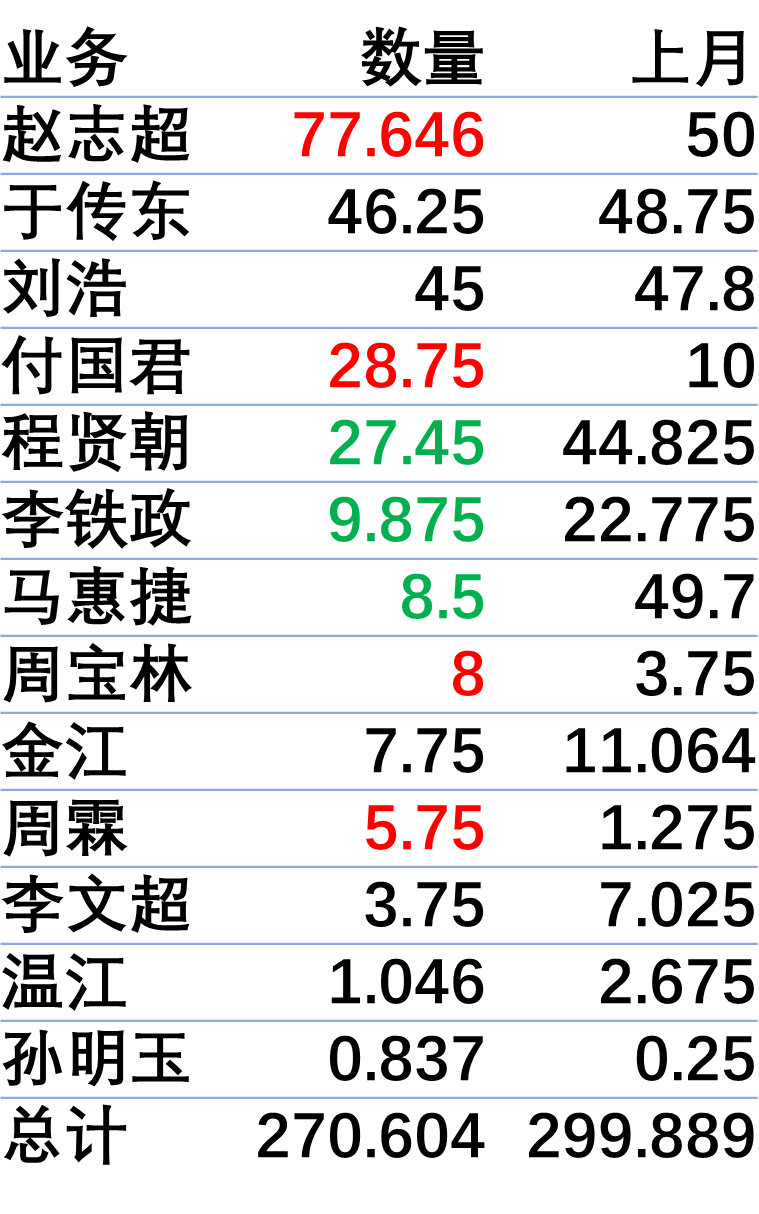 业务 数量 上月
赵志超 77.646 50
于传东 46.25 48.75
刘浩 45 47.8
付国君 28.75 10
程贤朝 27.45 44.825
李铁政 9.875 22.775
马惠捷 8.5 49.7
周宝林 8 3.75
金江 7.75 11.064
周霖 5.75 1.275
李文超 3.75 7.025
温江 1.046 2.675
孙明玉 0.837 0.25
总计 270.604 299.889